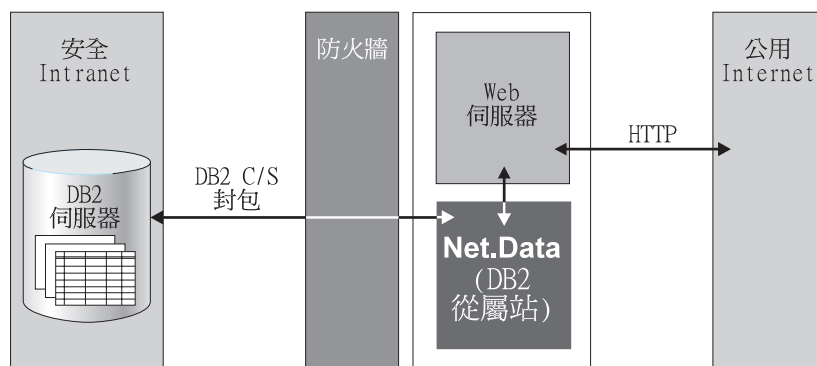 安全
Intranet
DB2
伺服器
DB2 C/S
封包
防火牆
Web
伺服器
Net.Data
(DB2
從屬站)
HTTP
公用
Internet